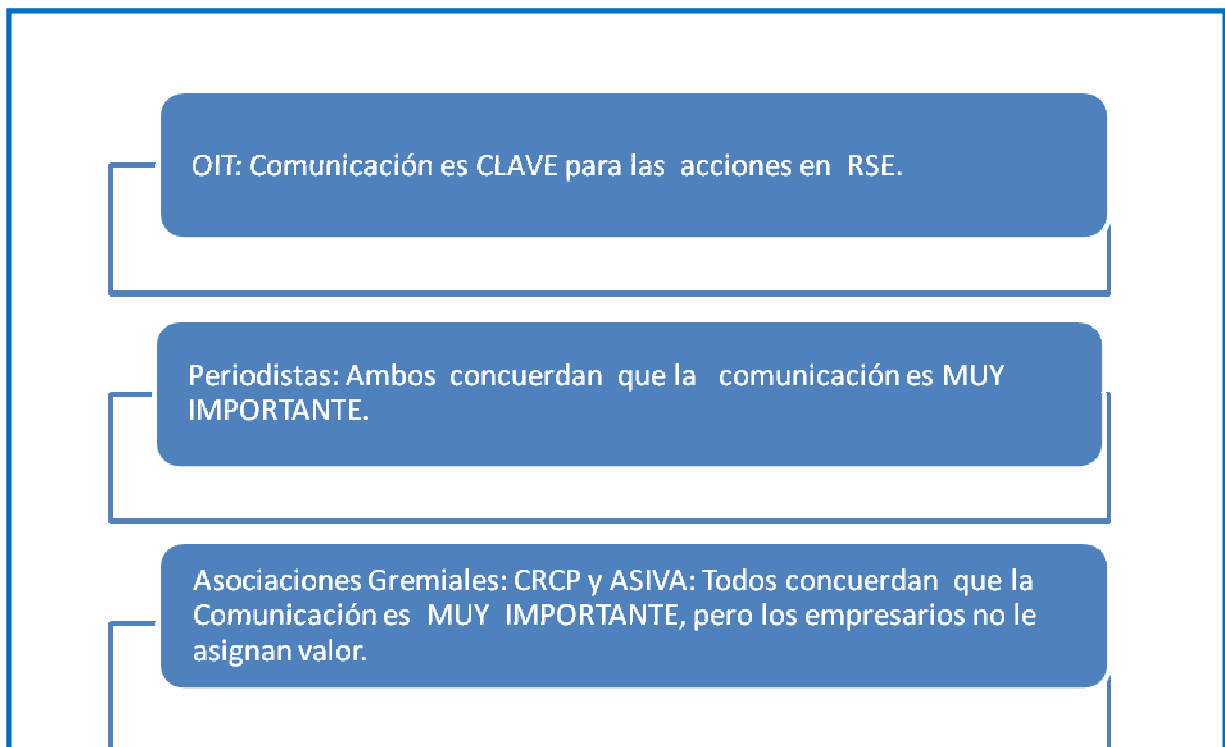 OIT: Comunicación es CLAVE para las acciones en RSE.
Periodistas: Ambos concuerdan que la comunicación es MUY
IMPORTANTE.
Asociaciones Gremiales: CRCP y ASIVA: Todos concuerdan que la
Comunicación es MUY IMPORTANTE, pero los empresarios no le
asignan valor.